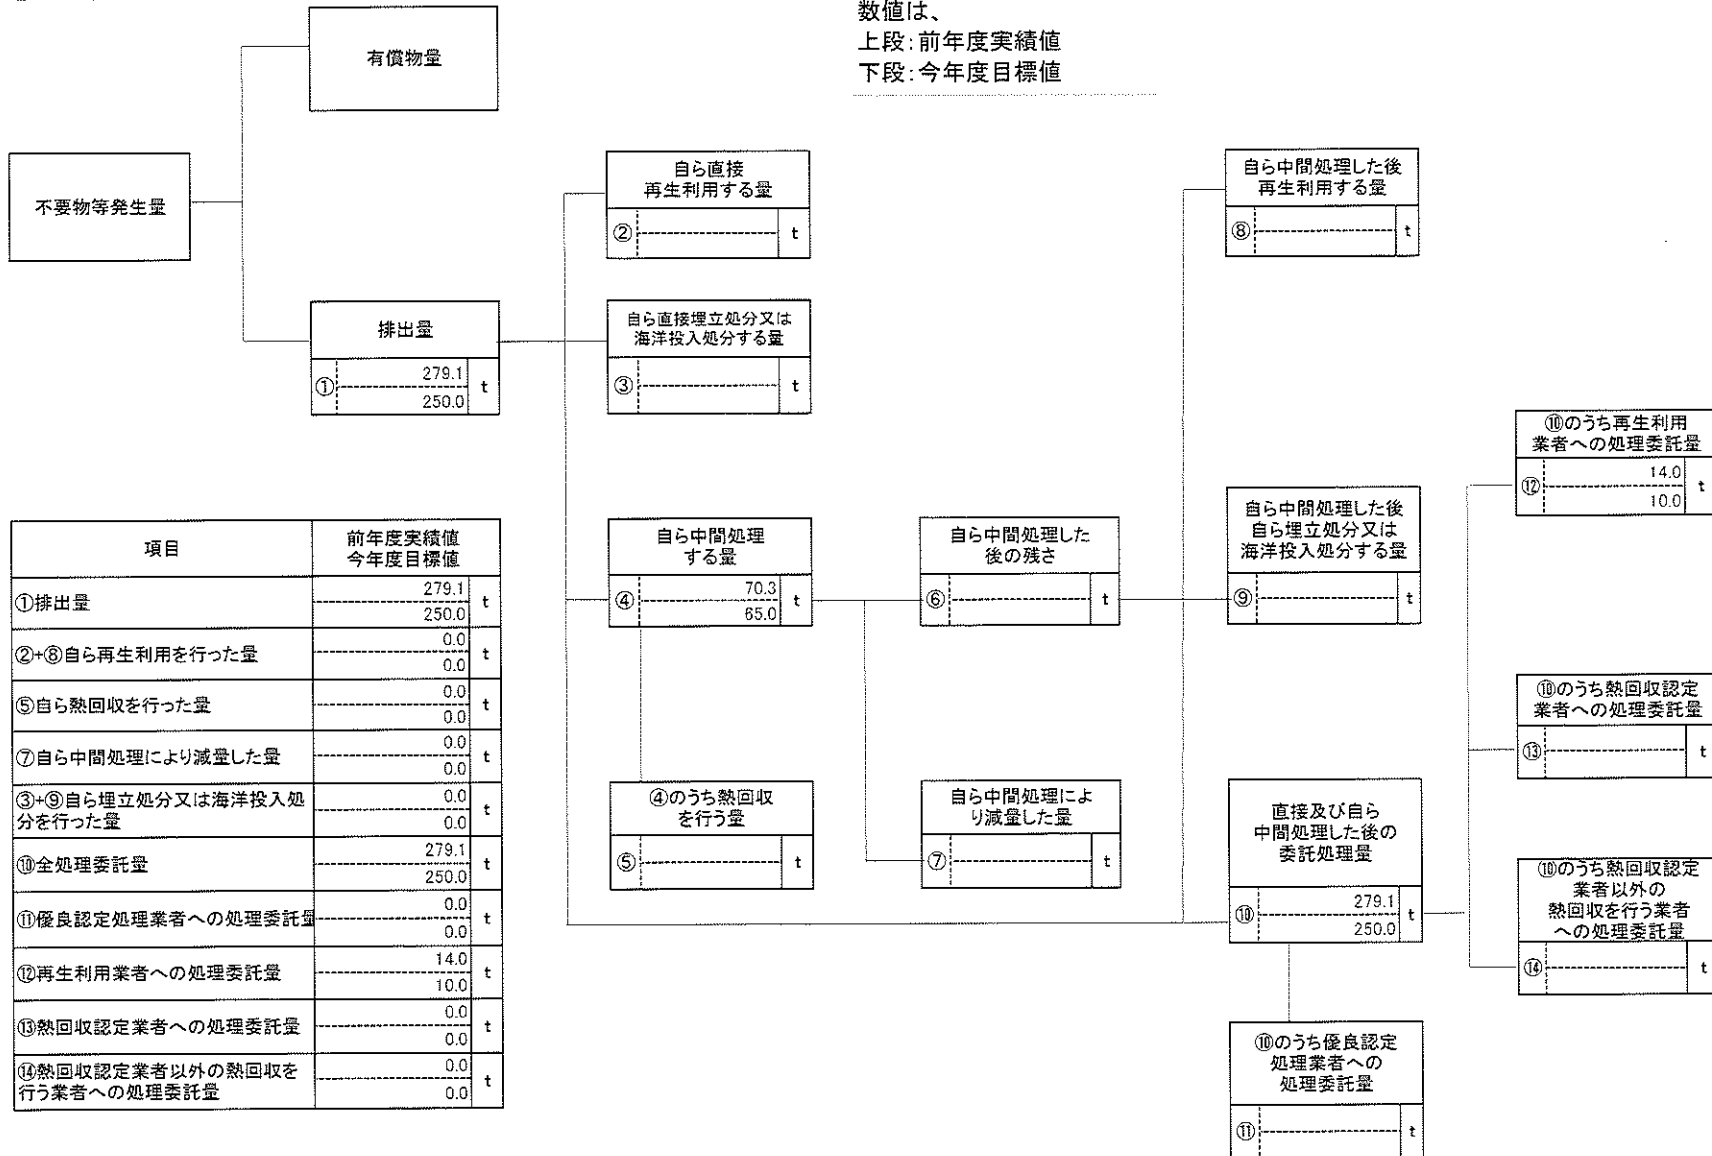 数値は、
上段:前年度実績値
下段:今年度目標値
有償物量
不要物等発生量
排出量
①
279.1
250.0
t
自ら直接
再生利用する量
②
t
自ら直接埋立処分又は
海洋投入処分する量
③
t
自ら中間処理
する量
④
70.3
65.0
t
④のうち熱回収
を行う量
⑤
t
自ら中間処理した
後の残さ
⑥
t
自ら中間処理によ
り減量した量
⑦
t
自ら中間処理した後
再生利用する量
⑧
t
自ら中間処理した後
自ら埋立処分又は
海洋投入処分する量
⑨
t
直接及び自ら
中間処理した後の
委託処理量
⑩
279.1
250.0
t
⑩のうち優良認定
処理業者への
処理委託量
⑪
t
⑩のうち再生利用
業者への処理委託量
⑫
14.0
10.0
t
⑩のうち熱回収認定
業者への処理委託量
⑬
t
⑩のうち熱回収認定
業者以外の
熱回収を行う業者
への処理委託量
⑭
t
項目
前年度実績値
今年度目標値
①排出量
279.1
250.0
t
②+⑧自ら再生利用を行った量
0.0
0.0
t
⑤自ら熱回収を行った量
0.0
0.0
t
⑦自ら中間処理により減量した量
0.0
0.0
t
③+⑨自ら埋立処分又は海洋投入処
分を行った量
0.0
0.0
t
⑩全処理委託量
279.1
250.0
t
⑪優良認定処理業者への処理委託量
0.0
0.0
t
⑫再生利用業者への処理委託量
14.0
10.0
t
⑬熱回収認定業者への処理委託量
0.0
0.0
t
⑭熱回収認定業者以外の熱回収を
行う業者への処理委託量
0.0
0.0
t